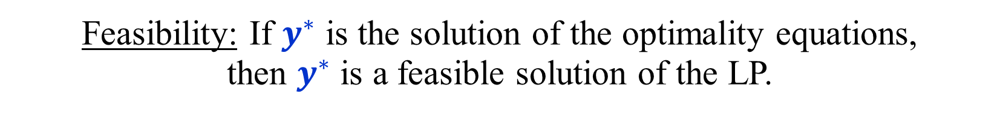 Feasibility: If y* is the solution of the optimality equations,
then y* is a feasible solution of the LP.